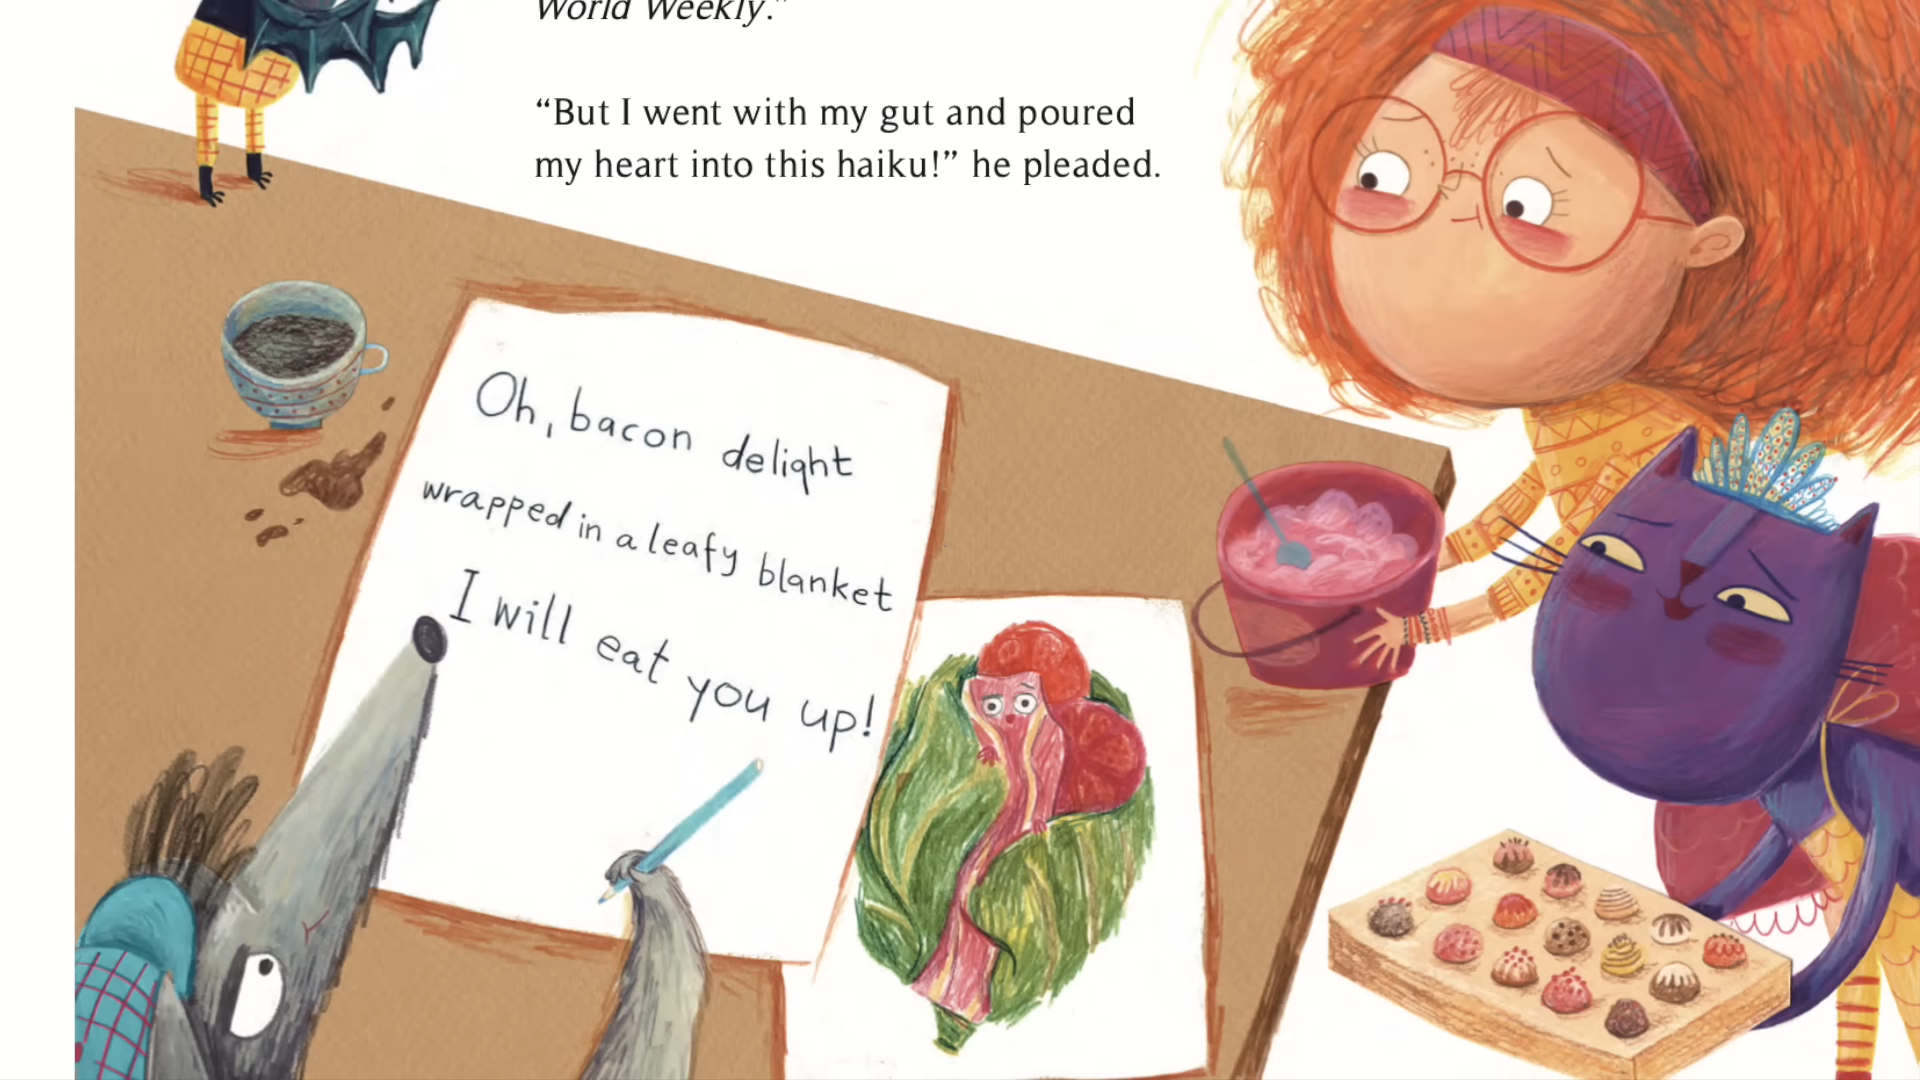 World Weekly.”
“But I went with my gut and poured
my heart into this haiku!” he pleaded.
Oh, bacon delight
wrapped in a leafy blanket
I will eat you up!